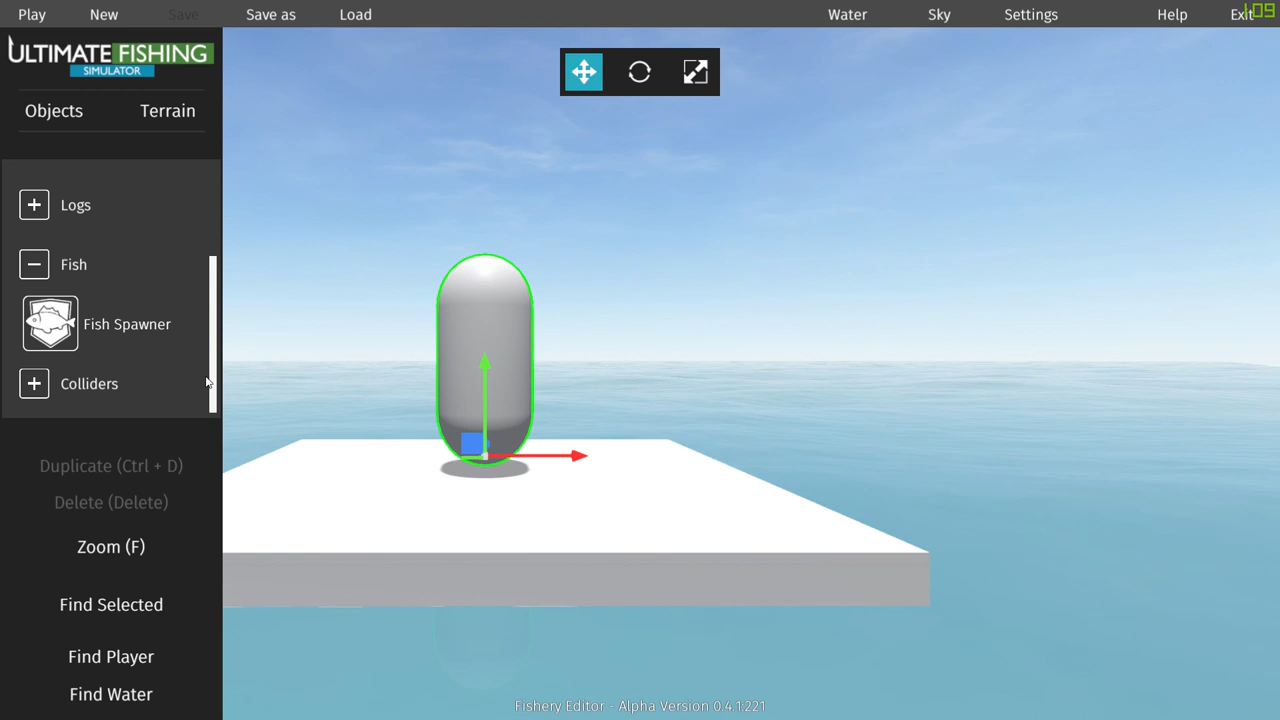 Play New Save Save as Load Water Sky Settings Help Exit
109
ULTIMATE FISHING
SIMULATOR
Objects Terrain
Logs
Fish
Fish Spawner
Colliders
Duplicate (Ctrl + D)
Delete (Delete)
Zoom (F)
Find Selected
Find Player
Find Water
Fishery Editor - Alpha Version 0.4.1:221